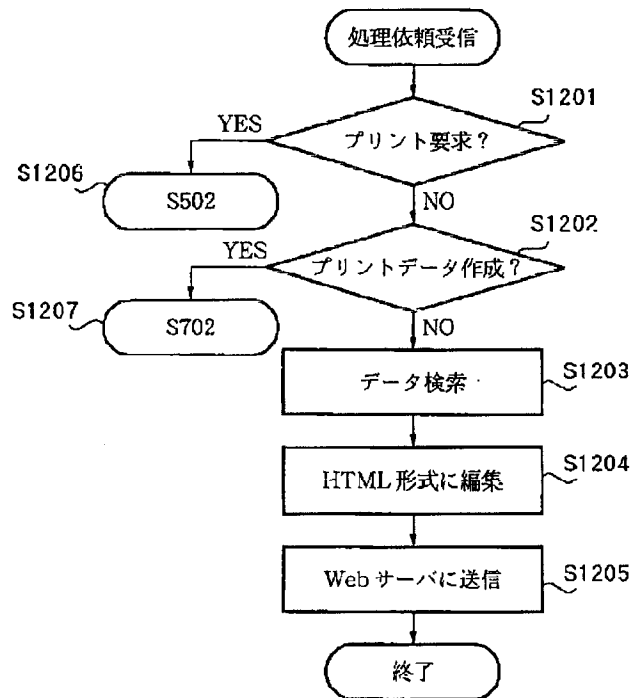 処理依頼受信
S1201
プリント要求?
YES
S1206
S502
NO
S1202
プリントデータ作成?
YES
S1207
S702
NO
データ検索
S1203
HTML形式に編集
S1204
Webサーバに送信
S1205
終了